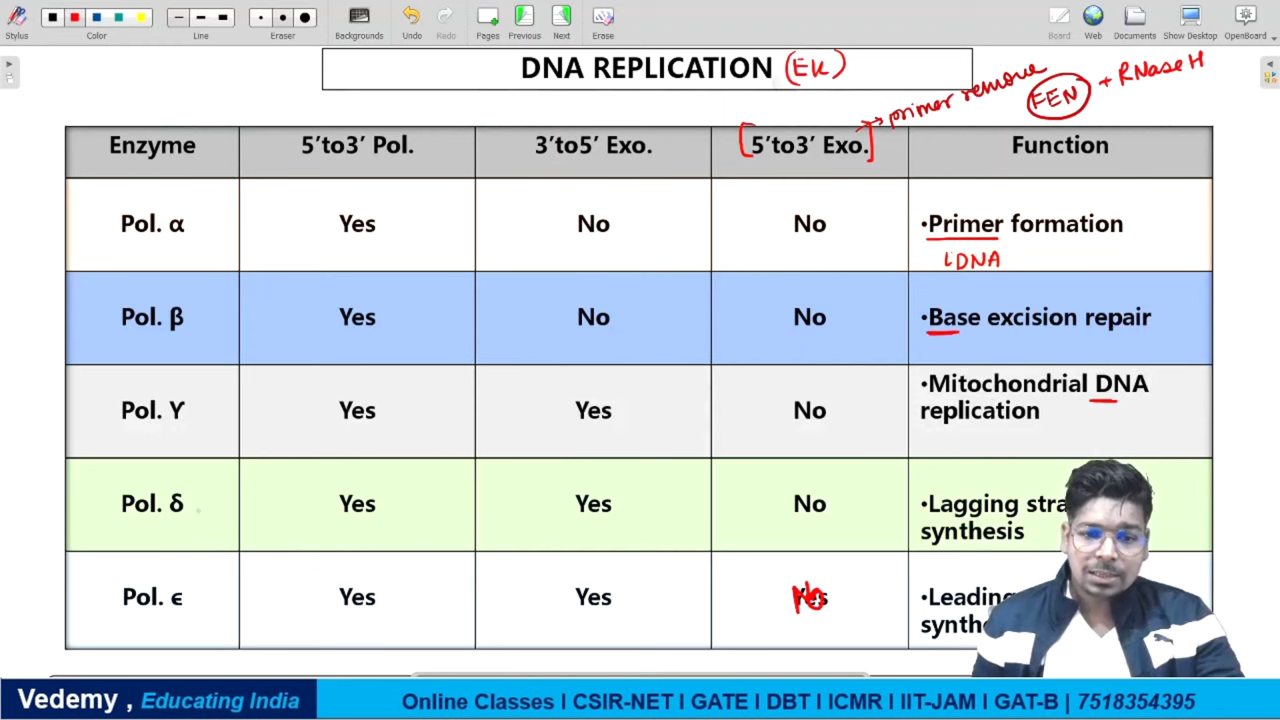 Stylus
Color
Line
Eraser
Backgrounds
Undo
Redo
Pages
Previous
Next
Erase
Board
Web
Documents
Show Desktop
OpenBoard
DNA REPLICATION (EK)
primer remove
FEN + RNase H
Enzyme 5’to3’ Pol. 3’to5’ Exo. [5’to3’ Exo.] Function
Pol. α Yes No No •Primer formation
iDNA
Pol. β Yes No No •Base excision repair
Pol. ϒ Yes Yes No •Mitochondrial DNA
replication
Pol. δ Yes Yes No •Lagging stra
synthesis
Pol. ϵ Yes Yes No •Leading
synthe
Vedemy , Educating India
Online Classes I CSIR-NET I GATE I DBT I ICMR I IIT-JAM I GAT-B | 7518354395